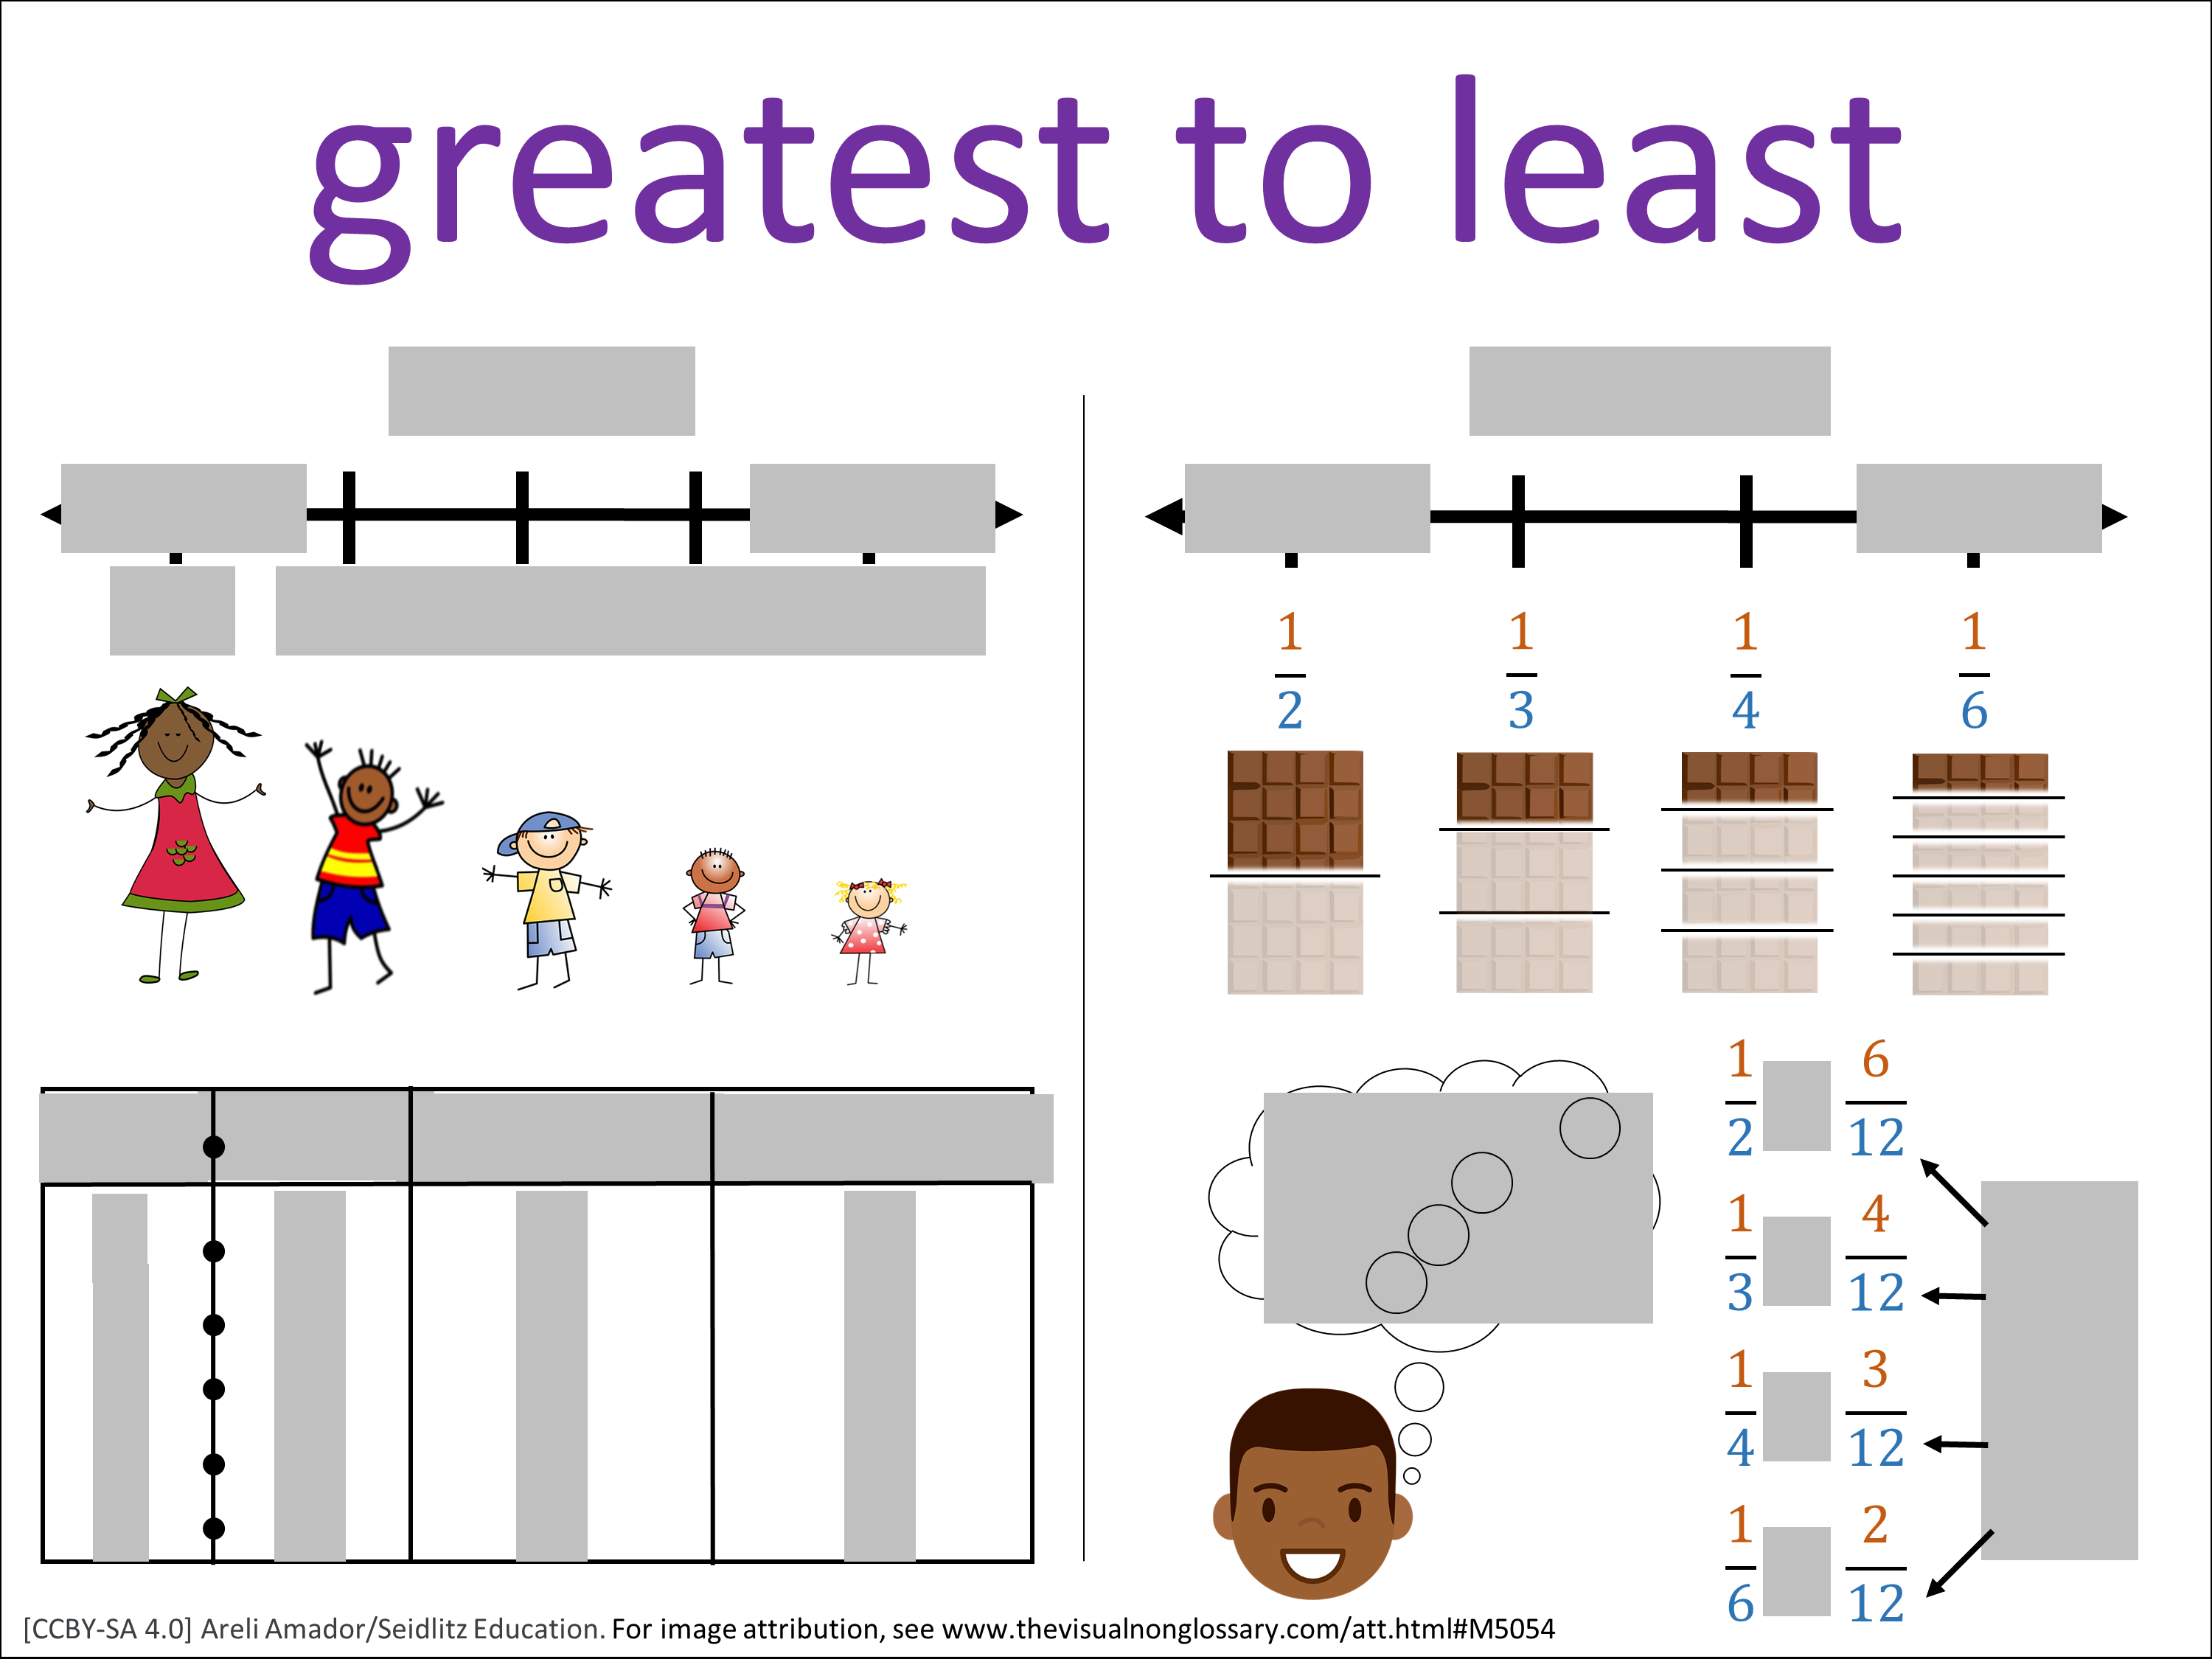 greatest to least
1 1 1 1
2 3 4 6
1 6
2 12
1 4
3 12
1 3
4 12
1 2
6 12
[CCBY-SA 4.0] Areli Amador/Seidlitz Education. For image attribution, see www.thevisualnonglossary.com/att.html#M5054